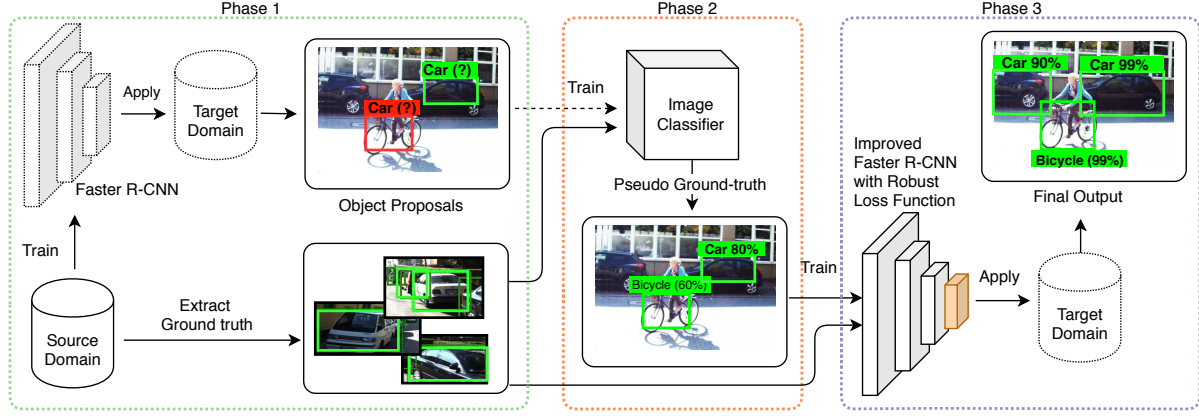 Phase 1
Faster R-CNN
Apply
Target
Domain
Car (?)
Car (?)
Object Proposals
Train
Source
Domain
Extract
Ground truth
Phase 2
Train
Image
Classifier
Pseudo Ground-truth
Car 80%
Bicycle (60%)
Phase 3
Train
Improved
Faster R-CNN
with Robust
Loss Function
Apply
Target
Domain
Car 90%
Car 99%
Bicycle (99%)
Final Output